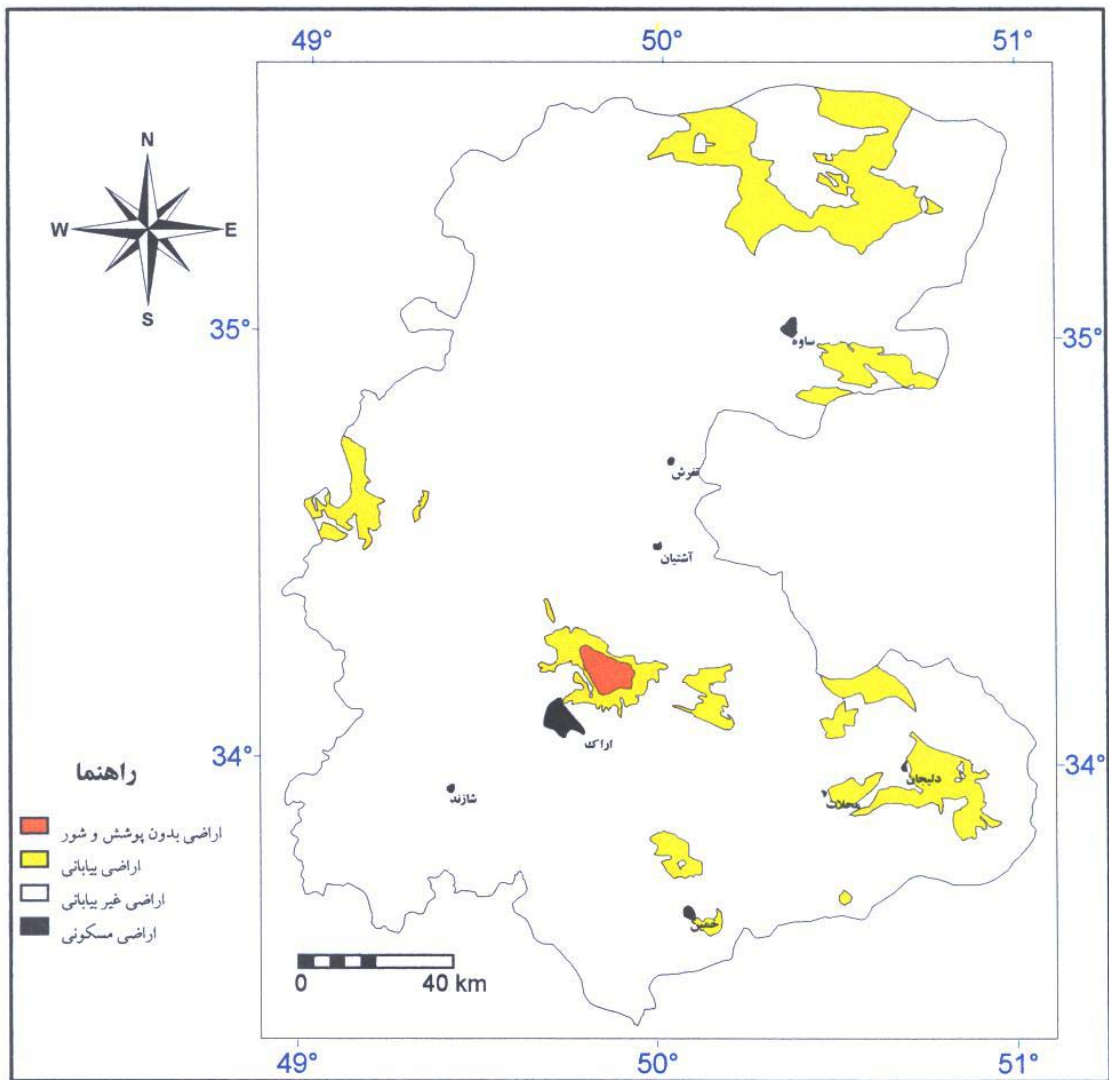 49° 50° 51°
N
W E
S
35° 35°
ساوه
تفرش
آشتیان
اراک
34° 34°
دلیجان
محلات
شازند
خمین
راهنما
اراضی بدون پوشش و شور
اراضی بیابانی
اراضی غیر بیابانی
اراضی مسکونی
0 40 km
49° 50° 51°